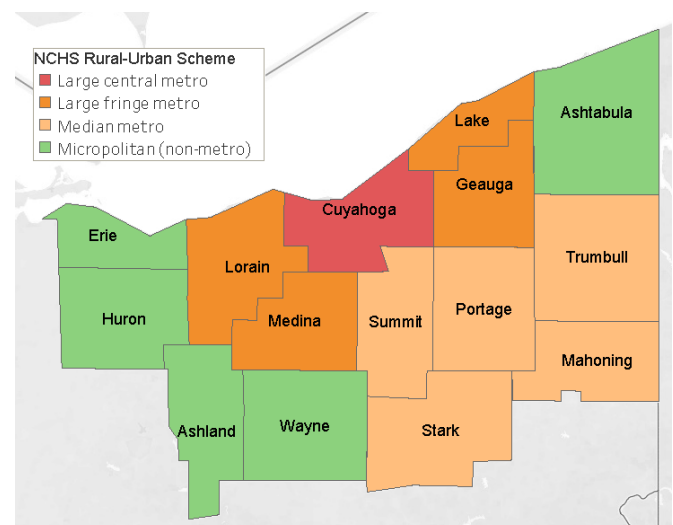 NCHS Rural-Urban Scheme
Large central metro
Large fringe metro
Median metro
Micropolitan (non-metro)
Ashtabula
Lake
Geauga
Cuyahoga
Erie
Trumbull
Lorain
Portage
Huron
Medina
Summit
Mahoning
Wayne
Ashland
Stark